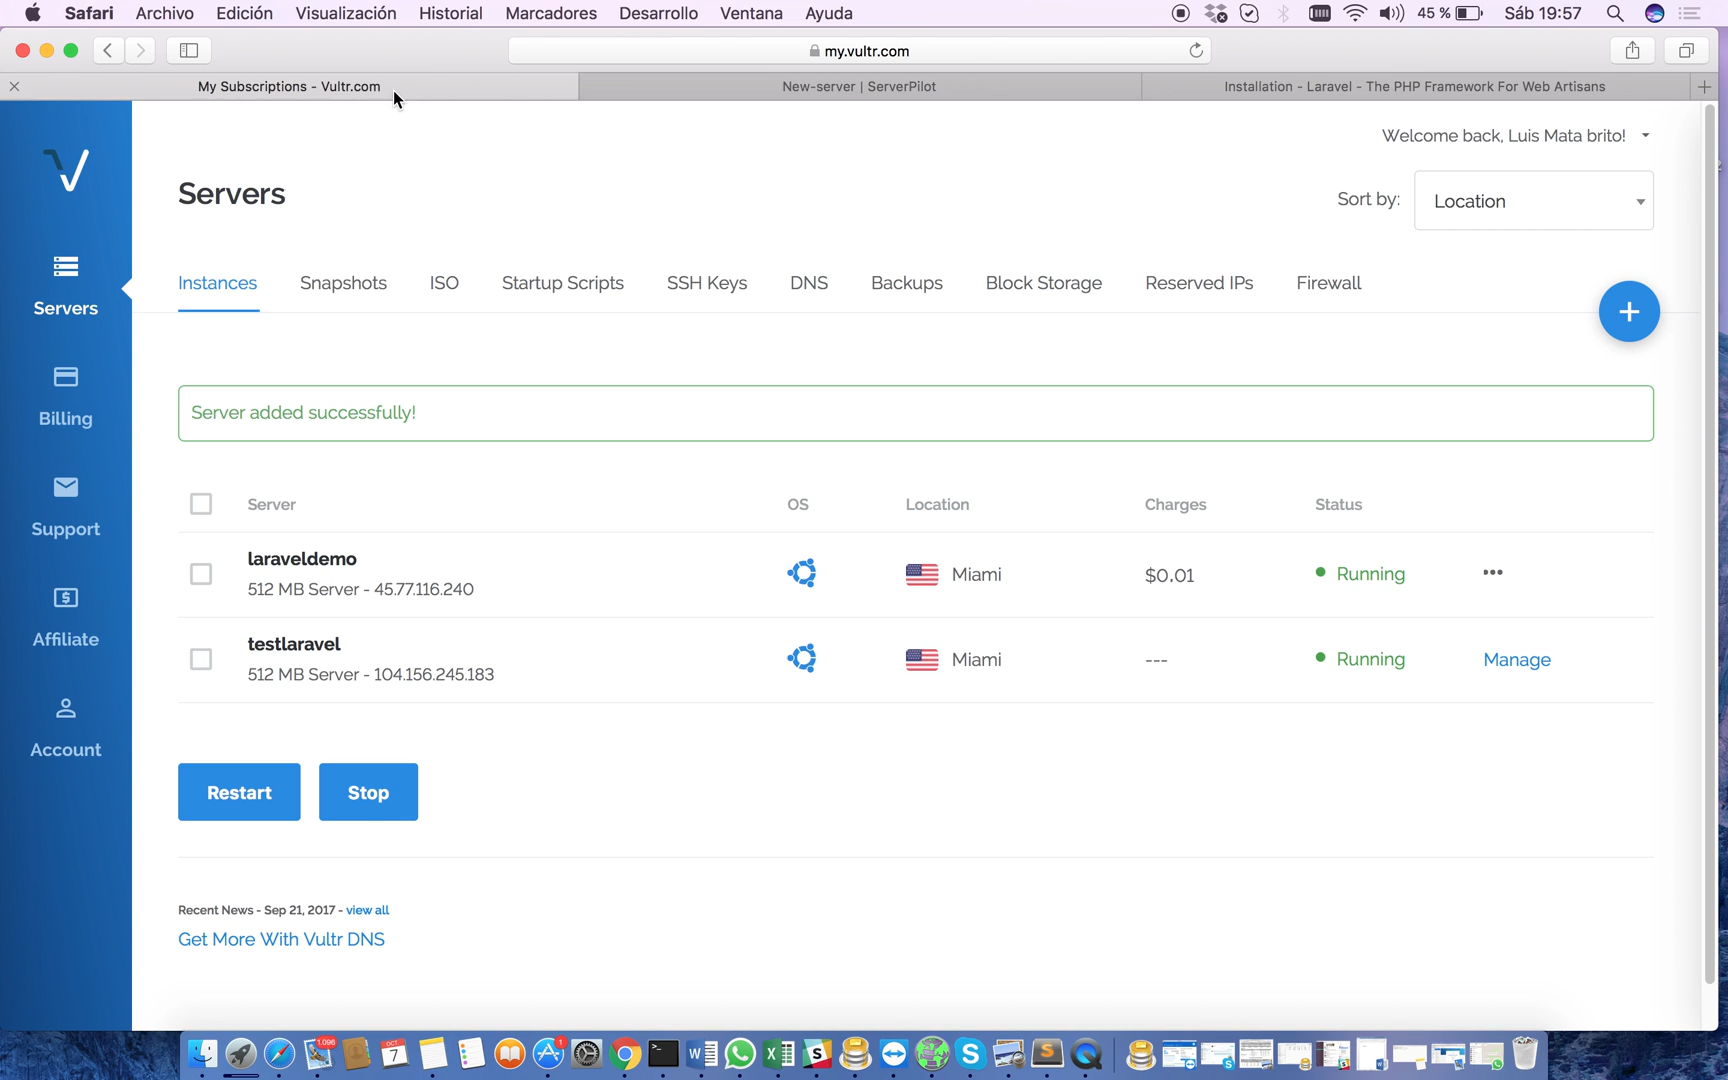 Safari Archivo Edición Visualización Historial Marcadores Desarrollo Ventana Ayuda 45 % Sáb 19:57
my.vultr.com
My Subscriptions - Vultr.com New-server | ServerPilot Installation - Laravel - The PHP Framework For Web Artisans
Welcome back, Luis Mata brito!
Servers
Sort by: Location
Instances Snapshots ISO Startup Scripts SSH Keys DNS Backups Block Storage Reserved IPs Firewall
+
Servers
Billing
Support
Affiliate
Account
Server added successfully!
Server OS Location Charges Status
laraveldemo
512 MB Server - 45.77.116.240 Miami $0.01 Running •••
testlaravel
512 MB Server - 104.156.245.183 Miami --- Running Manage
Restart Stop
Recent News - Sep 21, 2017 - view all
Get More With Vultr DNS
1.096
OCT
7
1